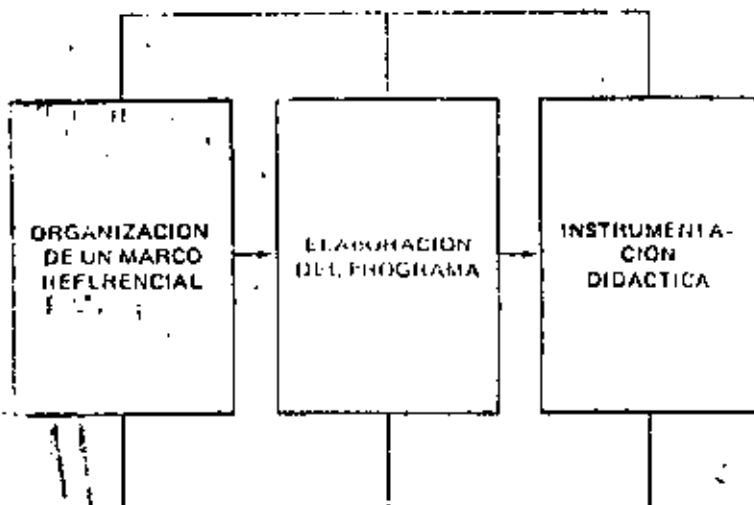 ORGANIZACION
DE UN MARCO
REFERENCIAL
ELABORACION
DEL PROGRAMA
INSTRUMENTA-
CION
DIDACTICA